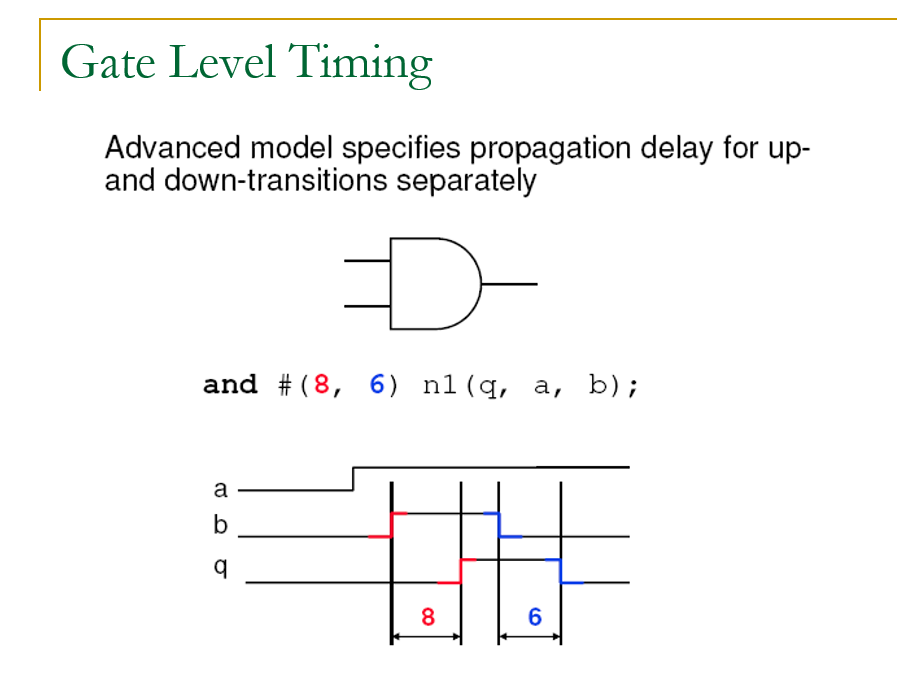 Gate Level Timing
Advanced model specifies propagation delay for up-
and down-transitions separately
and #(8, 6) n1(q, a, b);
a
b
q
8 6